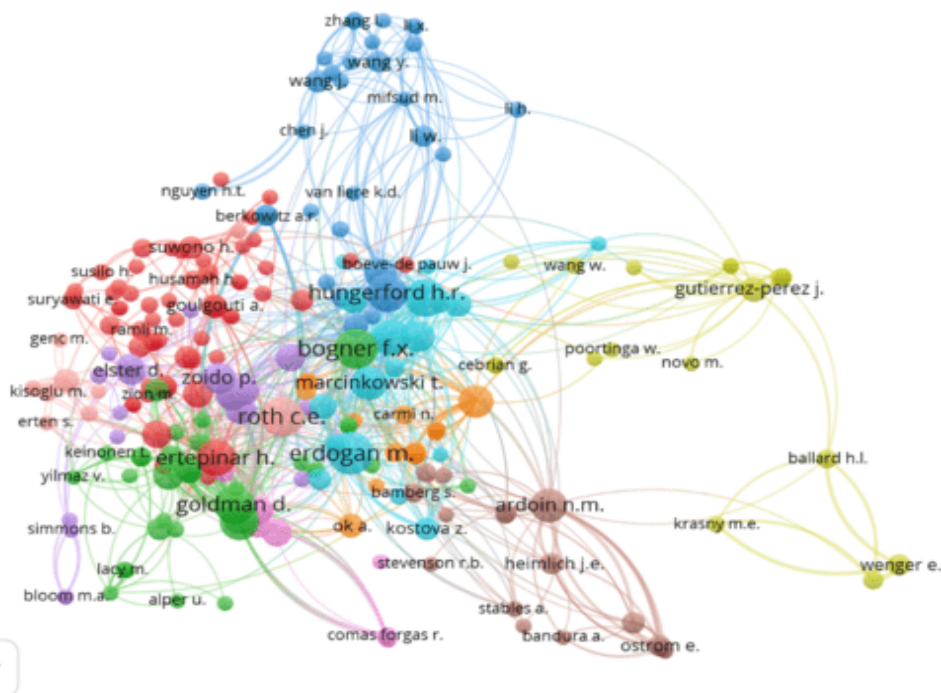 zhang l.
li x.
wang y.
wang j.
mifsud m.
li h.
chen j.
li w.
nguyen h.t.
van liere k.d.
berkowitz a.r.
suwono h.
boeve-de pauw j.
wang w.
susilo h.
husamah h.
gutierrez-perez j.
hungerford h.r.
suryawati e.
goulgouti a.
ramli m.
genc m.
bogner f.x.
poortinga w.
novo m.
cebrian g.
elster d.
zoido p.
marcinkowski t.
kisoglu m.
zion m.
roth c.e.
carmi n.
erten s.
keinonen t.
ertepinar h.
erdogan m.
ballard h.l.
yilmaz v.
bamberg s.
goldman d.
ardoin n.m.
simmons b.
ok a.
kostova z.
krasny m.e.
stevenson r.b.
heimlich j.e.
wenger e.
lacy m.
bloom m.a.
alper u.
stables a.
comas forgas r.
bandura a.
ostrom e.